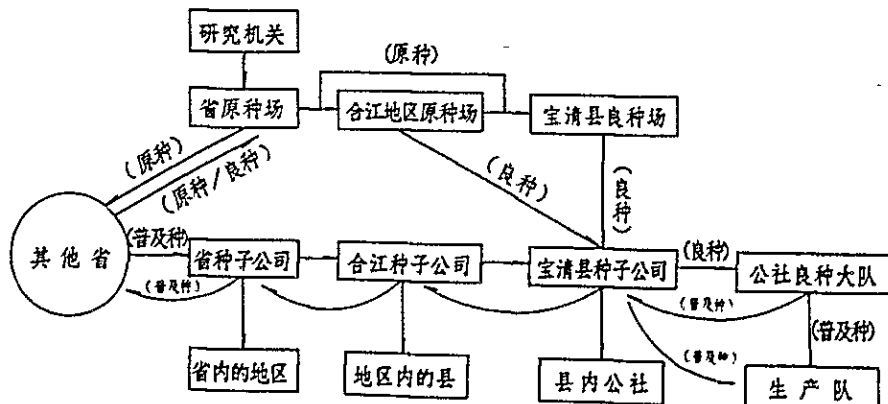 研究机关
(原种)
省原种场
合江地区原种场
宝清县良种场
(原种)
(原种/良种)
(良种)
(良种)
其他省
(普及种)
省种子公司
合江种子公司
宝清县种子公司
(良种)
公社良种大队
(普及种)
(普及种)
(普及种)
(普及种)
省内的地区
地区内的县
县内公社
生产队